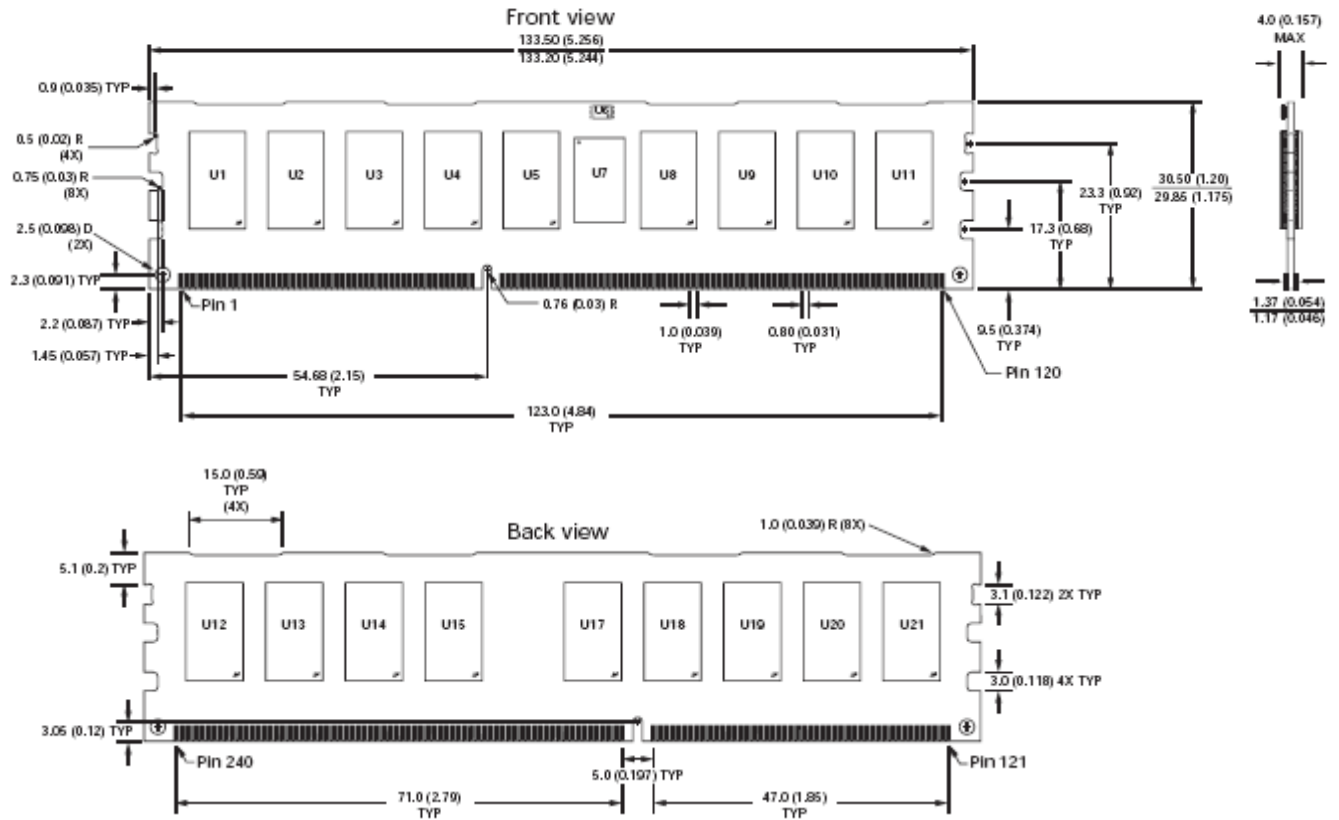 Front view
133.50 (5.256)
133.20 (5.244)
4.0 (0.157)
MAX
0.9 (0.035) TYP
0.5 (0.02) R
(4X)
0.75 (0.03) R
(8X)
2.5 (0.098) D
(2X)
2.3 (0.091) TYP
2.2 (0.087) TYP
1.45 (0.057) TYP
U6
U1 U2 U3 U4 U5 U7 U8 U9 U10 U11
23.3 (0.92)
TYP
17.3 (0.68)
TYP
30.50 (1.20)
29.85 (1.175)
Pin 1
0.76 (0.03) R
1.0 (0.039)
TYP
0.80 (0.031)
TYP
9.5 (0.374)
TYP
1.37 (0.054)
1.17 (0.046)
Pin 120
54.68 (2.15)
TYP
123.0 (4.84)
TYP
15.0 (0.59)
TYP
(4X)
Back view
1.0 (0.039) R (8X)
5.1 (0.2) TYP
3.1 (0.122) 2X TYP
U12 U13 U14 U15 U17 U18 U19 U20 U21
3.0 (0.118) 4X TYP
3.05 (0.12) TYP
Pin 240
5.0 (0.197) TYP
Pin 121
71.0 (2.79)
TYP
47.0 (1.85)
TYP